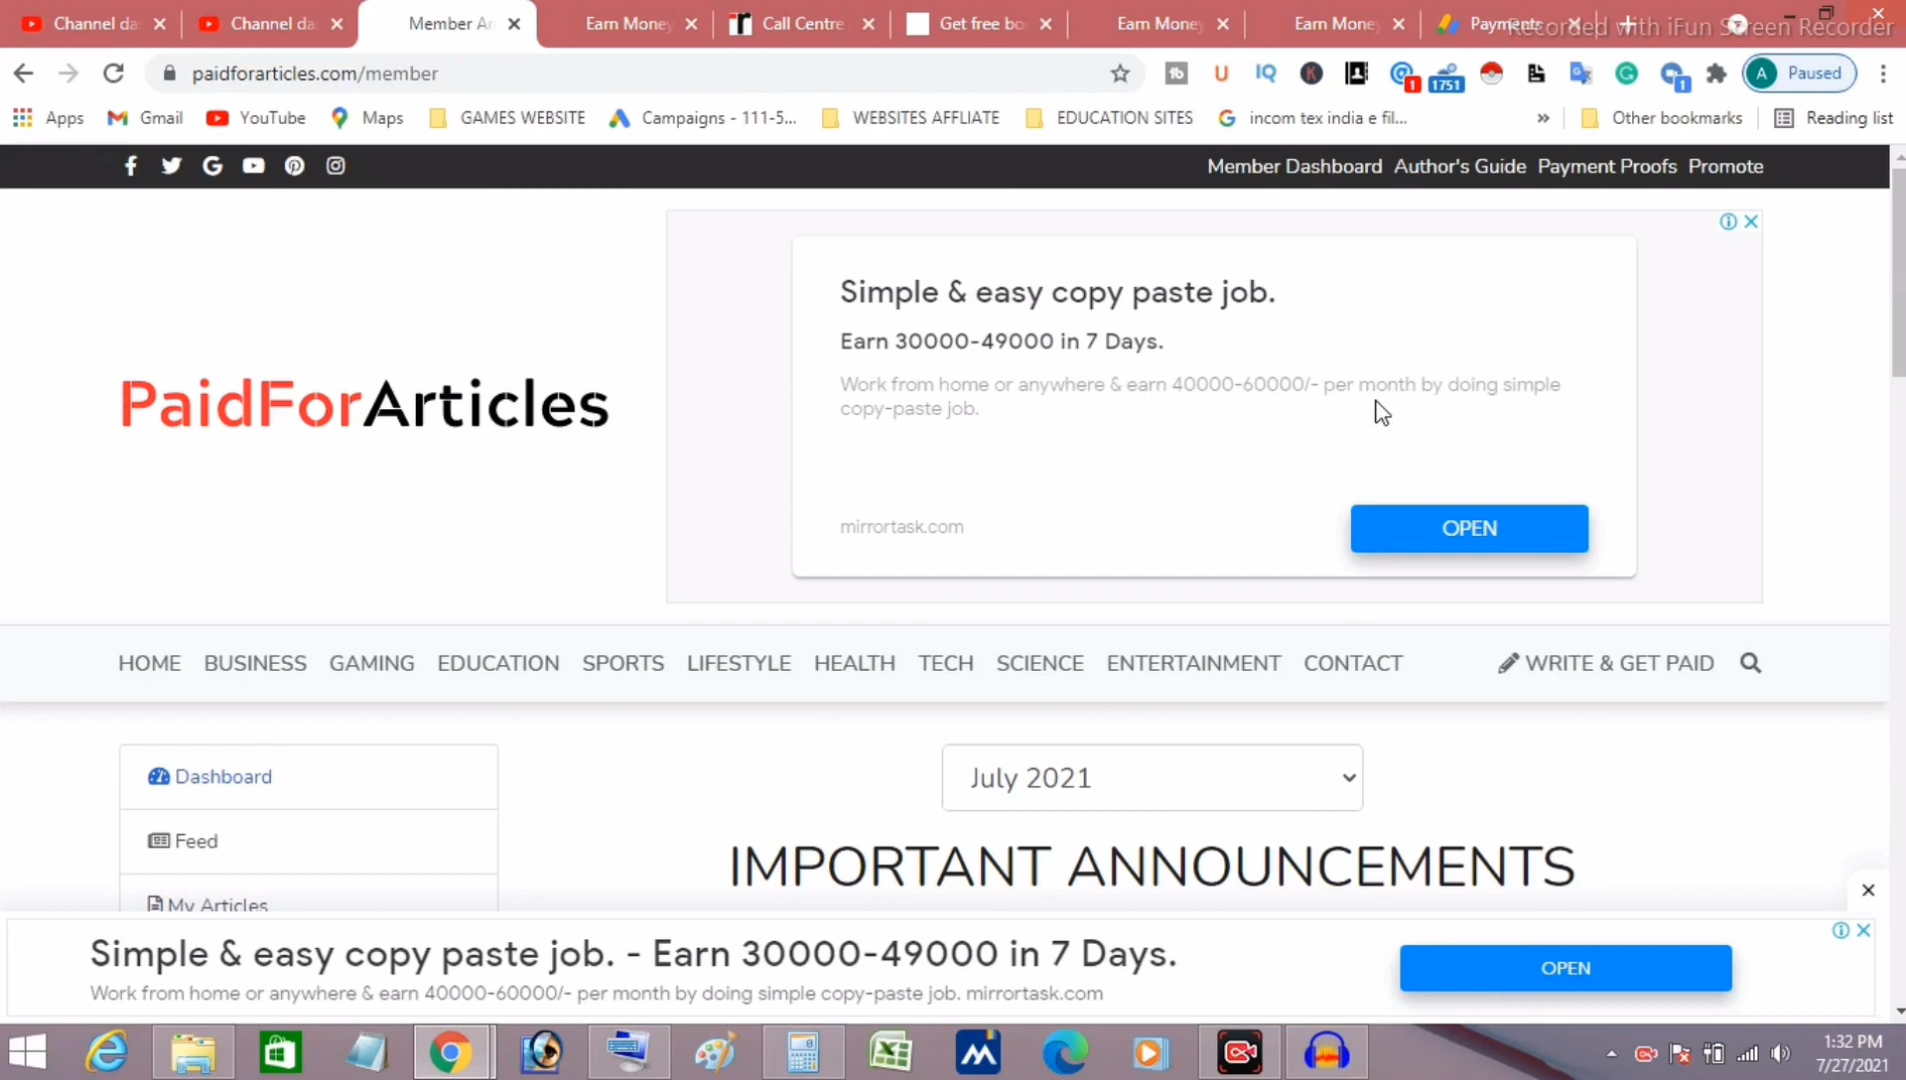 Channel da
Channel da
Member Ar
Earn Money
Call Centre
Get free bo
Earn Money
Earn Money
Payments
Recorded with iFun Screen Recorder
paidforarticles.com/member
1
1751
1
A Paused
Apps
Gmail
YouTube
Maps
GAMES WEBSITE
Campaigns - 111-5...
WEBSITES AFFLIATE
EDUCATION SITES
incom tex india e fil...
»
Other bookmarks
Reading list
Member Dashboard Author's Guide Payment Proofs Promote
PaidForArticles
Simple & easy copy paste job.
Earn 30000-49000 in 7 Days.
Work from home or anywhere & earn 40000-60000/- per month by doing simple
copy-paste job.
mirrortask.com
OPEN
HOME BUSINESS GAMING EDUCATION SPORTS LIFESTYLE HEALTH TECH SCIENCE ENTERTAINMENT CONTACT WRITE & GET PAID
Dashboard
Feed
My Articles
July 2021
IMPORTANT ANNOUNCEMENTS
Simple & easy copy paste job. - Earn 30000-49000 in 7 Days.
Work from home or anywhere & earn 40000-60000/- per month by doing simple copy-paste job. mirrortask.com
OPEN
1:32 PM
7/27/2021